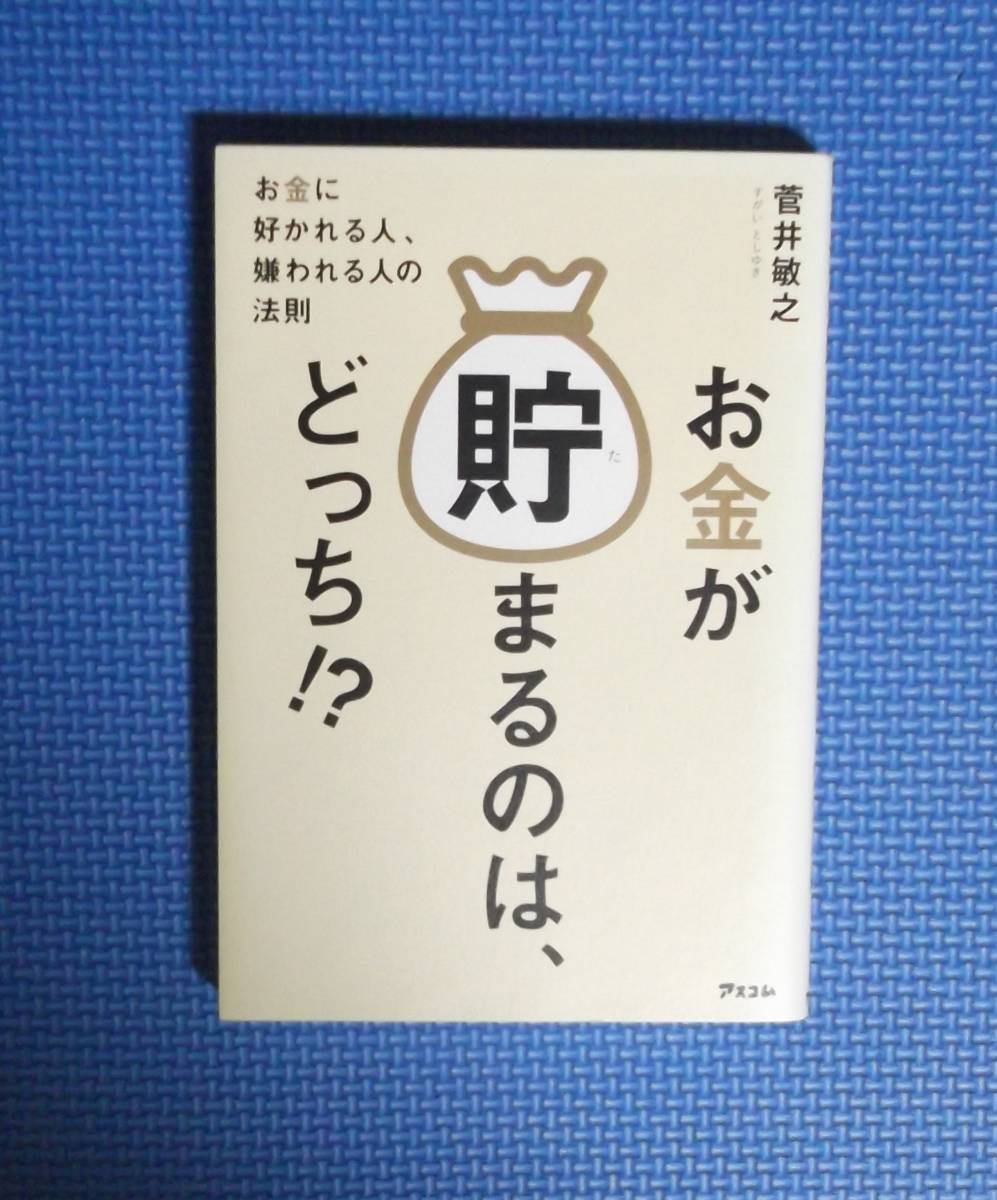 お金に
好かれる人、
嫌われる人の
法則
菅井敏之
すがい としゆき
お金が
貯まるのは、
た
どっち!?
アスコム